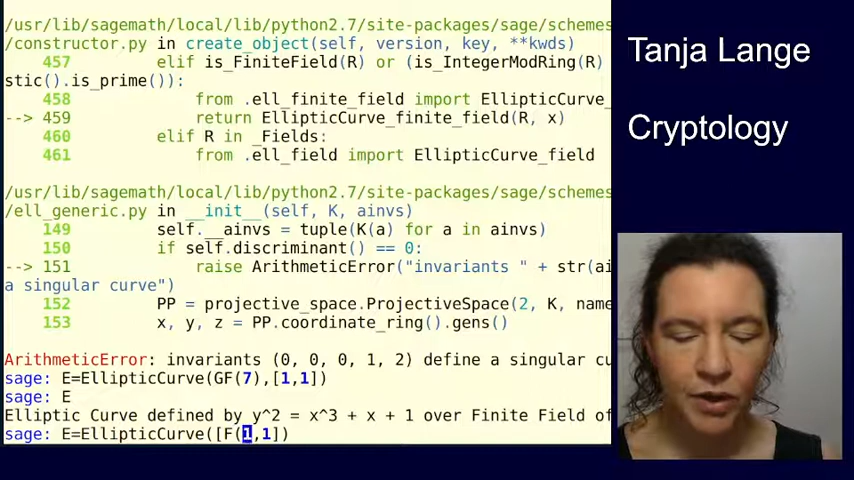 /usr/lib/sagemath/local/lib/python2.7/site-packages/sage/schemes
/constructor.py in create_object(self, version, key, **kwds)
457 elif is_FiniteField(R) or (is_IntegerModRing(R)
stic().is_prime()):
458 from .ell_finite_field import EllipticCurve_
--> 459 return EllipticCurve_finite_field(R, x)
460 elif R in _Fields:
461 from .ell_field import EllipticCurve_field
/usr/lib/sagemath/local/lib/python2.7/site-packages/sage/schemes
/ell_generic.py in __init__(self, K, ainvs)
149 self.__ainvs = tuple(K(a) for a in ainvs)
150 if self.discriminant() == 0:
--> 151 raise ArithmeticError("invariants " + str(ai
a singular curve")
152 PP = projective_space.ProjectiveSpace(2, K, name
153 x, y, z = PP.coordinate_ring().gens()
ArithmeticError: invariants (0, 0, 0, 1, 2) define a singular cu
sage: E=EllipticCurve(GF(7),[1,1])
sage: E
Elliptic Curve defined by y^2 = x^3 + x + 1 over Finite Field of
sage: E=EllipticCurve([F(1,1])
Tanja Lange
Cryptology